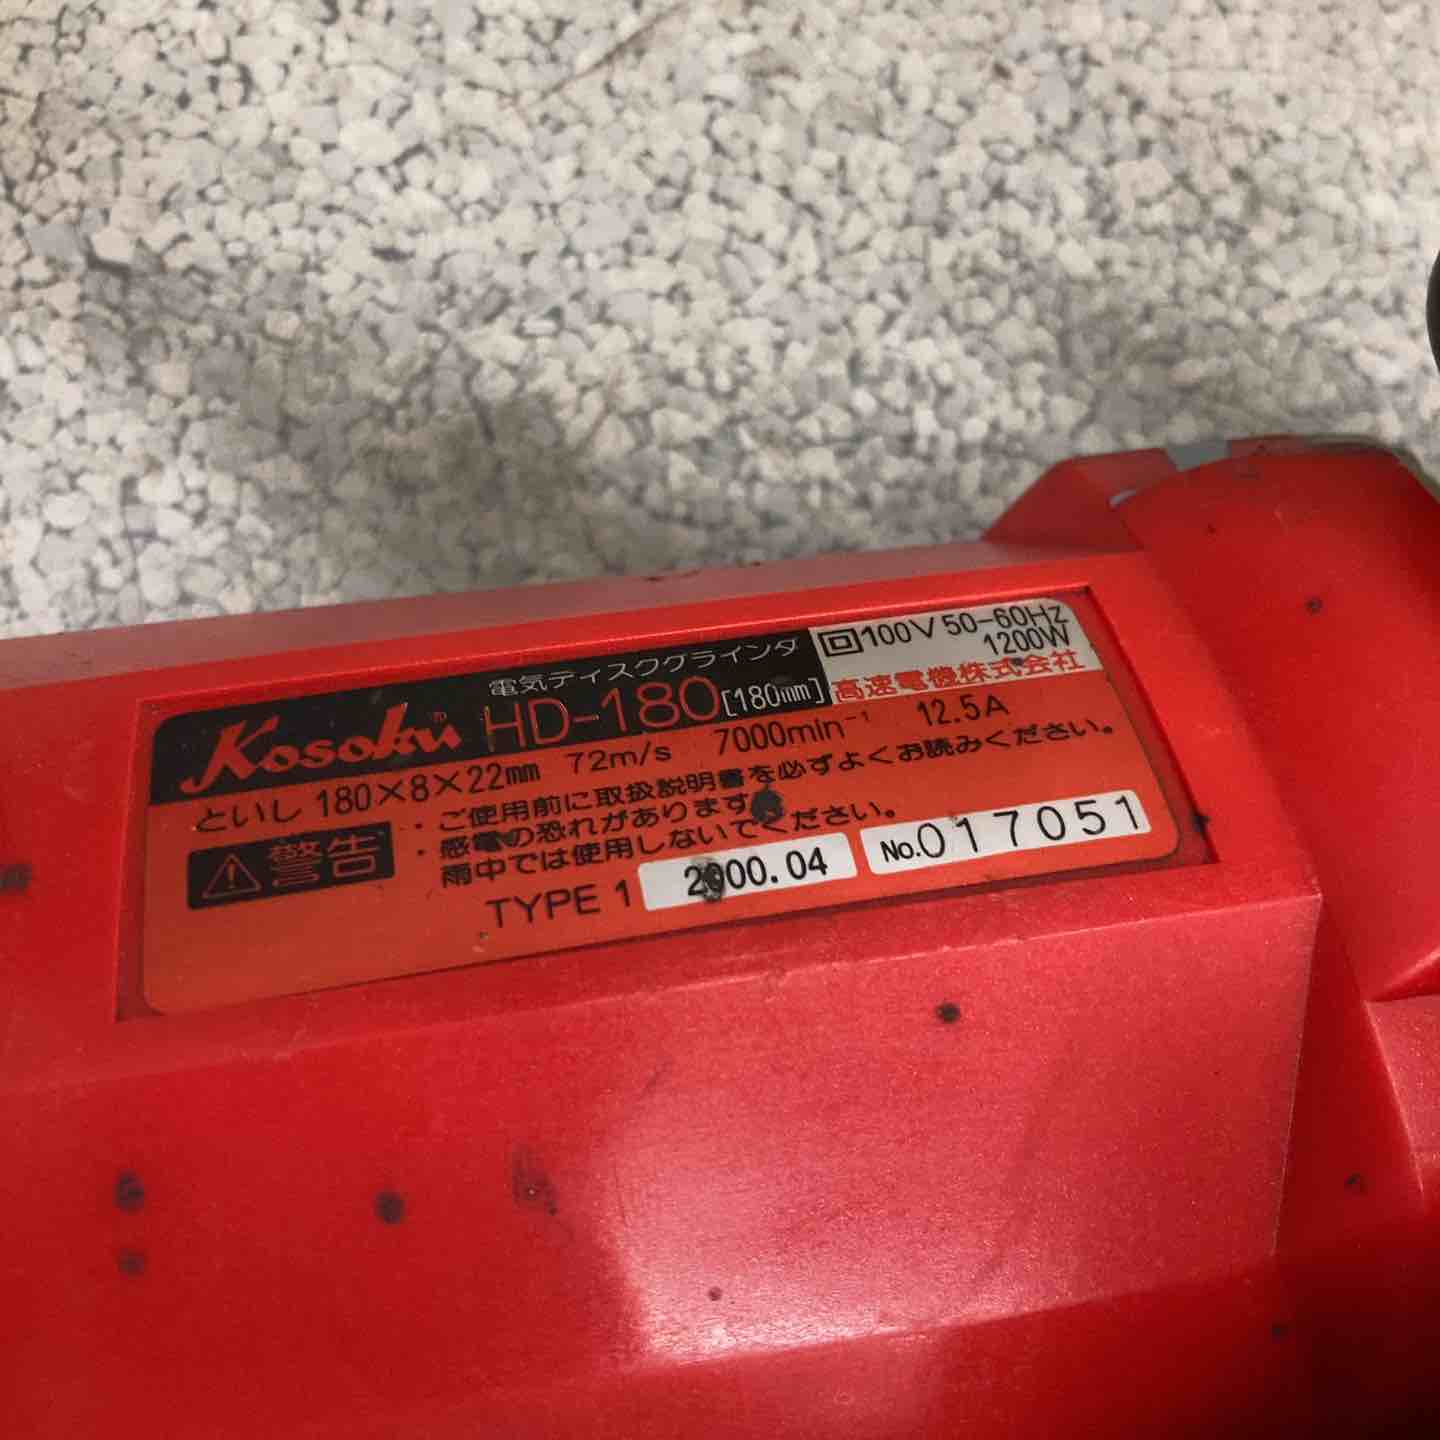 電気ディスクグラインダ
Kosoku HD-180 [180mm]
回 100V 50-60Hz
1200W
高速電機株式会社
といし 180×8×22mm 72m/s 7000min⁻¹ 12.5A
⚠警告
・ご使用前に取扱説明書を必ずよくお読みください。
・感電の恐れがあります
雨中では使用しないでください。
TYPE 1 2000.04 No.017051